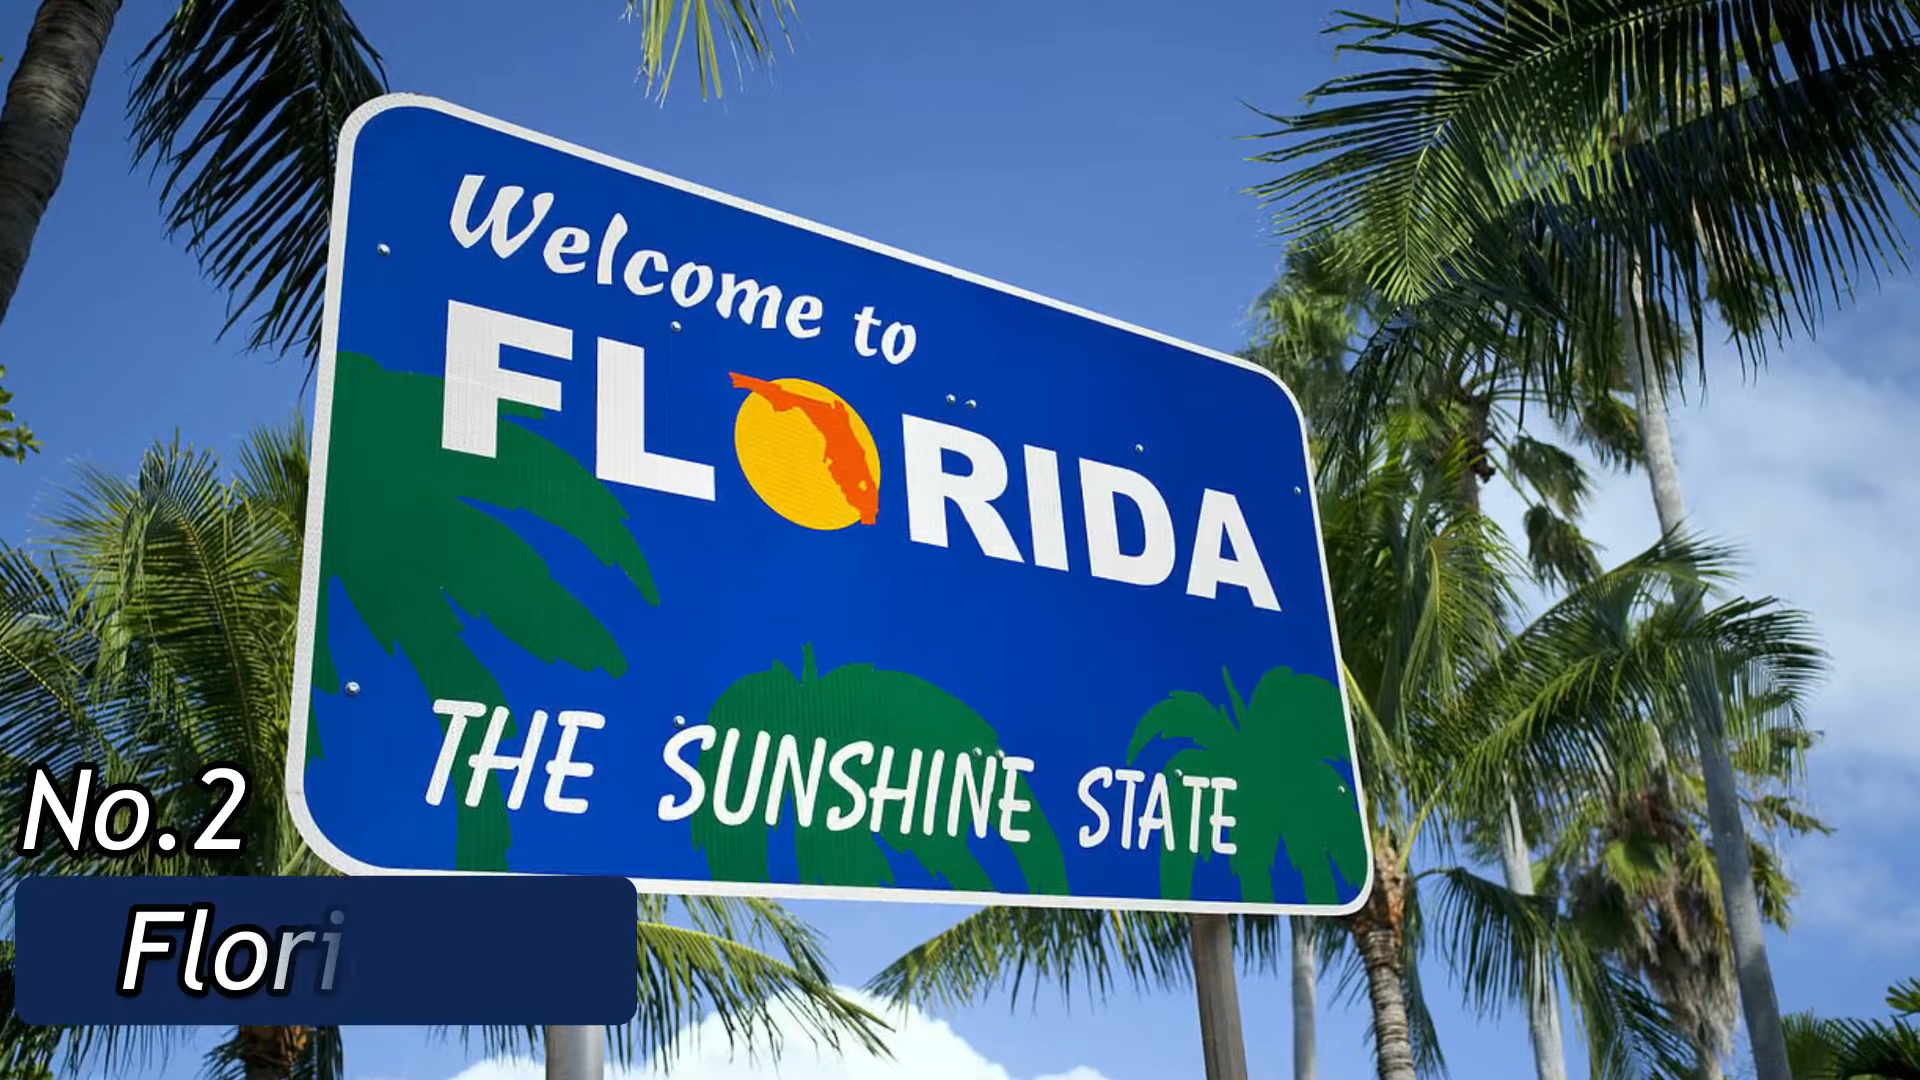 Welcome to
FLORIDA
THE SUNSHINE STATE
No.2
Flori